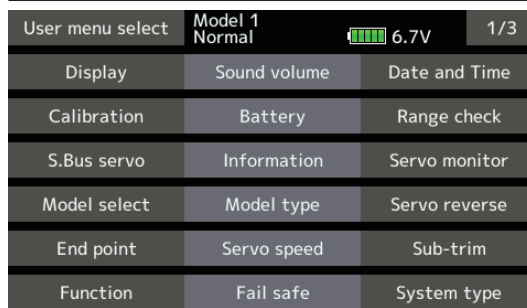 User menu select
Model 1
Normal
6.7V
1/3
Display
Sound volume
Date and Time
Calibration
Battery
Range check
S.Bus servo
Information
Servo monitor
Model select
Model type
Servo reverse
End point
Servo speed
Sub-trim
Function
Fail safe
System type